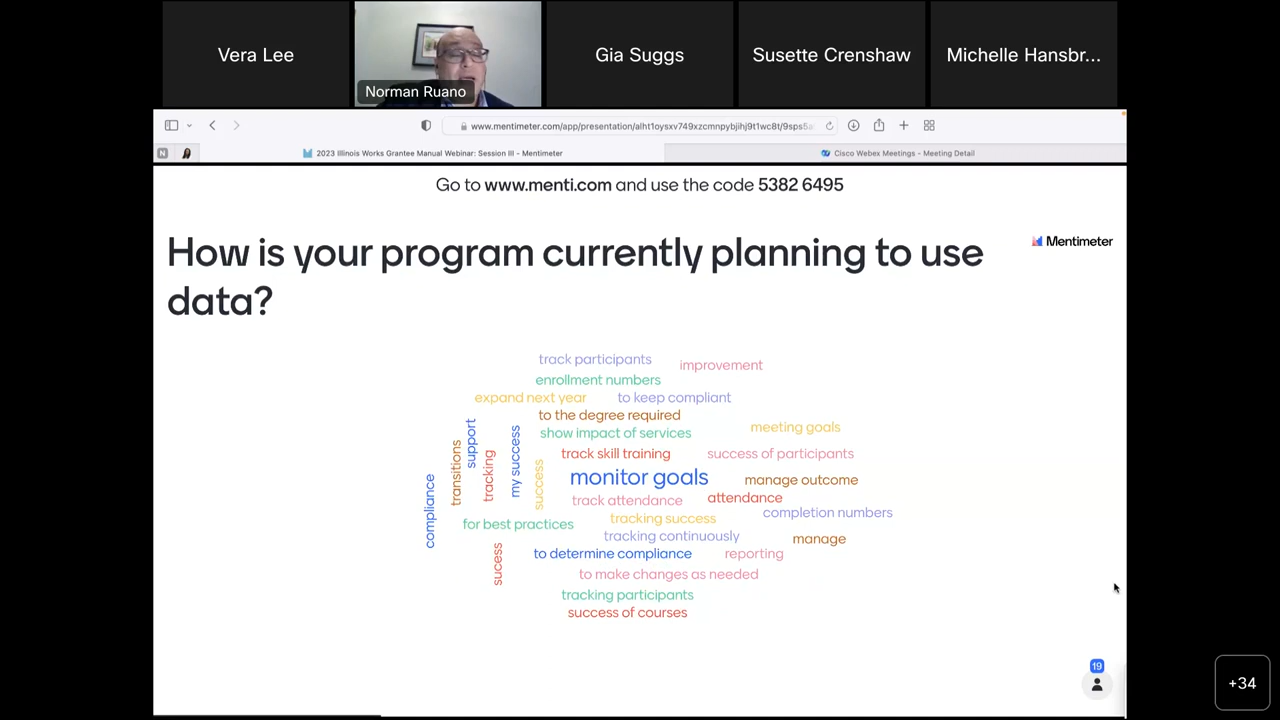 Vera Lee
Norman Ruano
Gia Suggs
Susette Crenshaw
Michelle Hansbr...
www.mentimeter.com/app/presentation/alht1oysxv749xzcmnpybjihj9t1wc8t/9sps5
N
2023 Illinois Works Grantee Manual Webinar: Session III - Mentimeter
Cisco Webex Meetings - Meeting Detail
Go to www.menti.com and use the code 5382 6495
How is your program currently planning to use
data?
Mentimeter
track participants
improvement
enrollment numbers
expand next year
to keep compliant
to the degree required
meeting goals
show impact of services
support
my success
transitions
tracking
success
compliance
track skill training
success of participants
monitor goals
manage outcome
track attendance
attendance
completion numbers
tracking success
for best practices
tracking continuously
manage
sucess
to determine compliance
reporting
to make changes as needed
tracking participants
success of courses
19
+34